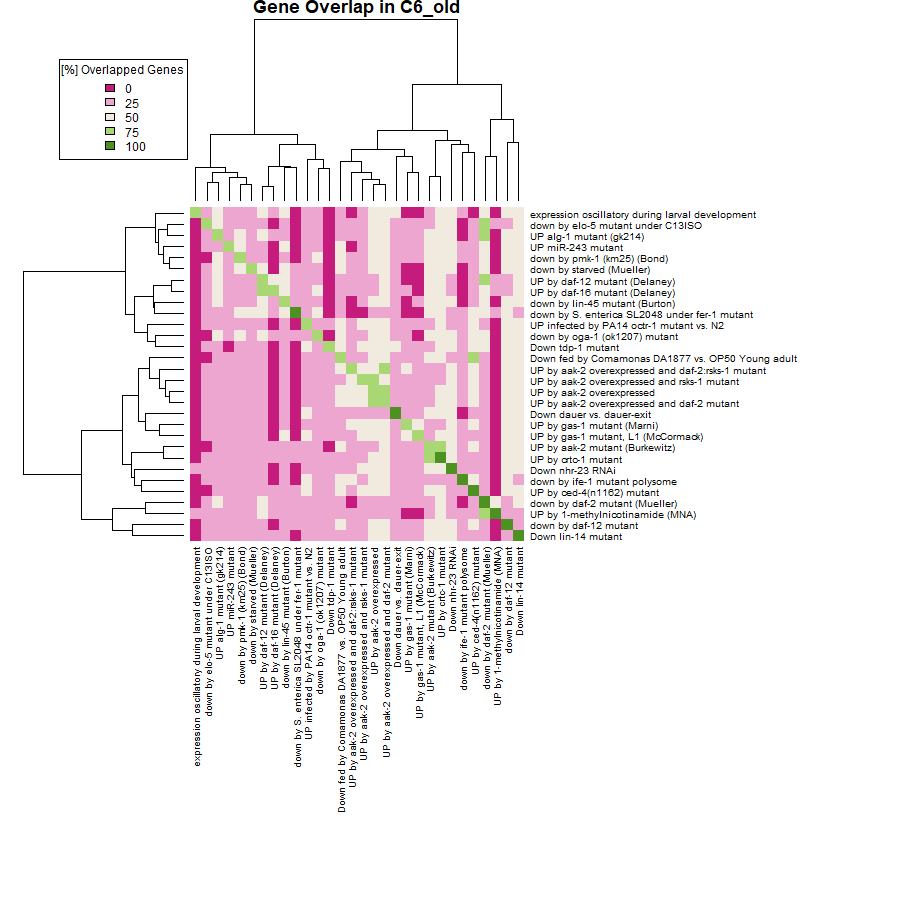 Gene Overlap in C6_old
[%] Overlapped Genes
0
25
50
75
100
expression oscillatory during larval development
down by elo-5 mutant under C13ISO
UP alg-1 mutant (gk214)
UP miR-243 mutant
down by pmk-1 (km25) (Bond)
down by starved (Mueller)
UP by daf-12 mutant (Delaney)
UP by daf-16 mutant (Delaney)
down by lin-45 mutant (Burton)
down by S. enterica SL2048 under fer-1 mutant
UP infected by PA14 octr-1 mutant vs. N2
down by oga-1 (ok1207) mutant
Down tdp-1 mutant
Down fed by Comamonas DA1877 vs. OP50 Young adult
UP by aak-2 overexpressed and daf-2:rsks-1 mutant
UP by aak-2 overexpressed and rsks-1 mutant
UP by aak-2 overexpressed
UP by aak-2 overexpressed and daf-2 mutant
Down dauer vs. dauer-exit
UP by gas-1 mutant (Marni)
UP by gas-1 mutant, L1 (McCormack)
UP by aak-2 mutant (Burkewitz)
UP by crtc-1 mutant
Down nhr-23 RNAi
down by ife-1 mutant polysome
UP by ced-4(n1162) mutant
down by daf-2 mutant (Mueller)
UP by 1-methylnicotinamide (MNA)
down by daf-12 mutant
Down lin-14 mutant
expression oscillatory during larval development
down by elo-5 mutant under C13ISO
UP alg-1 mutant (gk214)
UP miR-243 mutant
down by pmk-1 (km25) (Bond)
down by starved (Mueller)
UP by daf-12 mutant (Delaney)
UP by daf-16 mutant (Delaney)
down by lin-45 mutant (Burton)
down by S. enterica SL2048 under fer-1 mutant
UP infected by PA14 octr-1 mutant vs. N2
down by oga-1 (ok1207) mutant
Down tdp-1 mutant
Down fed by Comamonas DA1877 vs. OP50 Young adult
UP by aak-2 overexpressed and daf-2:rsks-1 mutant
UP by aak-2 overexpressed and rsks-1 mutant
UP by aak-2 overexpressed
UP by aak-2 overexpressed and daf-2 mutant
Down dauer vs. dauer-exit
UP by gas-1 mutant (Marni)
UP by gas-1 mutant, L1 (McCormack)
UP by aak-2 mutant (Burkewitz)
UP by crtc-1 mutant
Down nhr-23 RNAi
down by ife-1 mutant polysome
UP by ced-4(n1162) mutant
down by daf-2 mutant (Mueller)
UP by 1-methylnicotinamide (MNA)
down by daf-12 mutant
Down lin-14 mutant